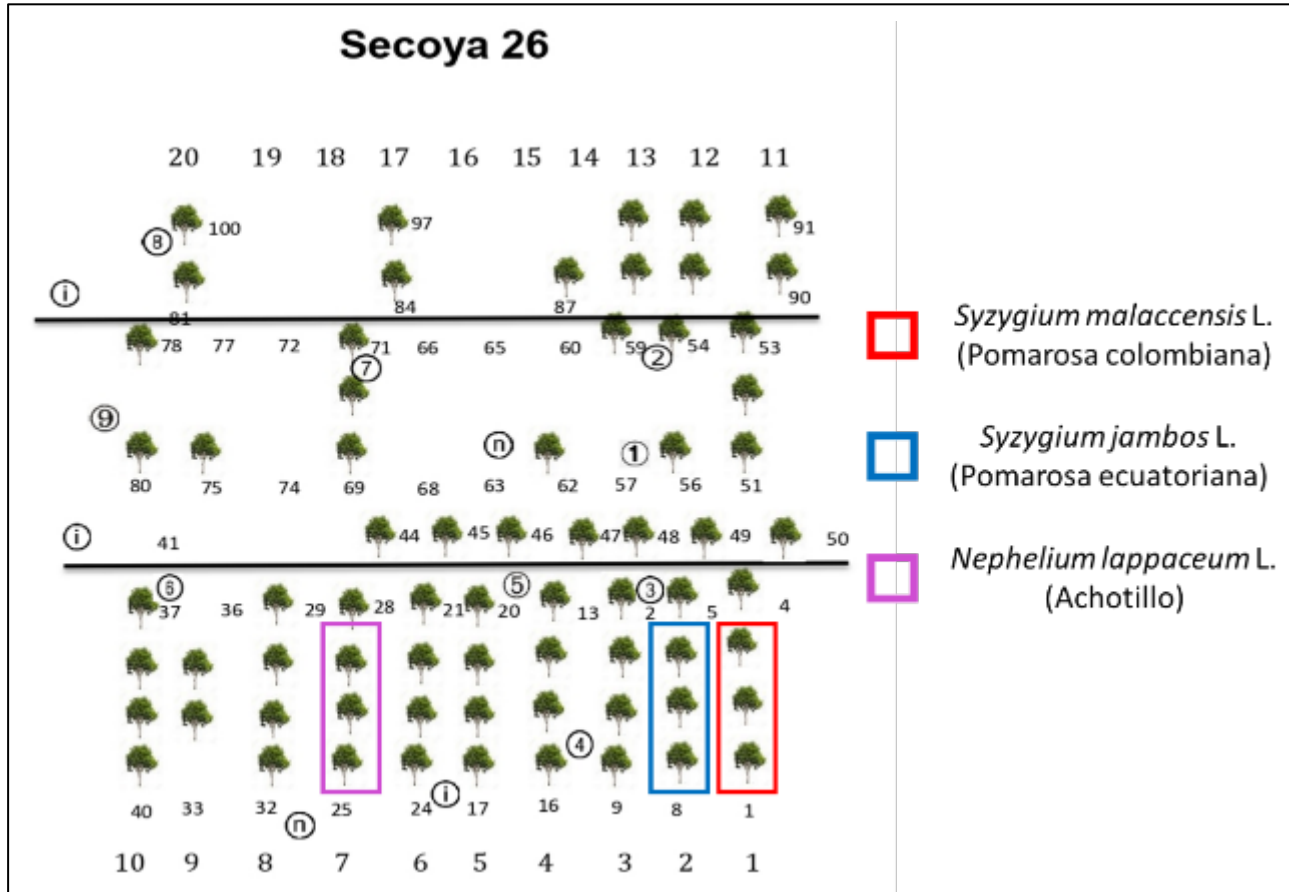 Secoya 26
20 19 18 17 16 15 14 13 12 11
100 97 91
8
84 87 90
i
81
78 77 72 71 66 65 60 59 54 53
7 2
9
n 1
80 75 74 69 68 63 62 57 56 51
i 41 44 45 46 47 48 49 50
6 5 3
37 36 29 28 21 20 13 2 5 4
4
i
40 33 32 25 24 17 16 9 8 1
n
10 9 8 7 6 5 4 3 2 1
Syzygium malaccensis L.
(Pomarosa colombiana)
Syzygium jambos L.
(Pomarosa ecuatoriana)
Nephelium lappaceum L.
(Achotillo)